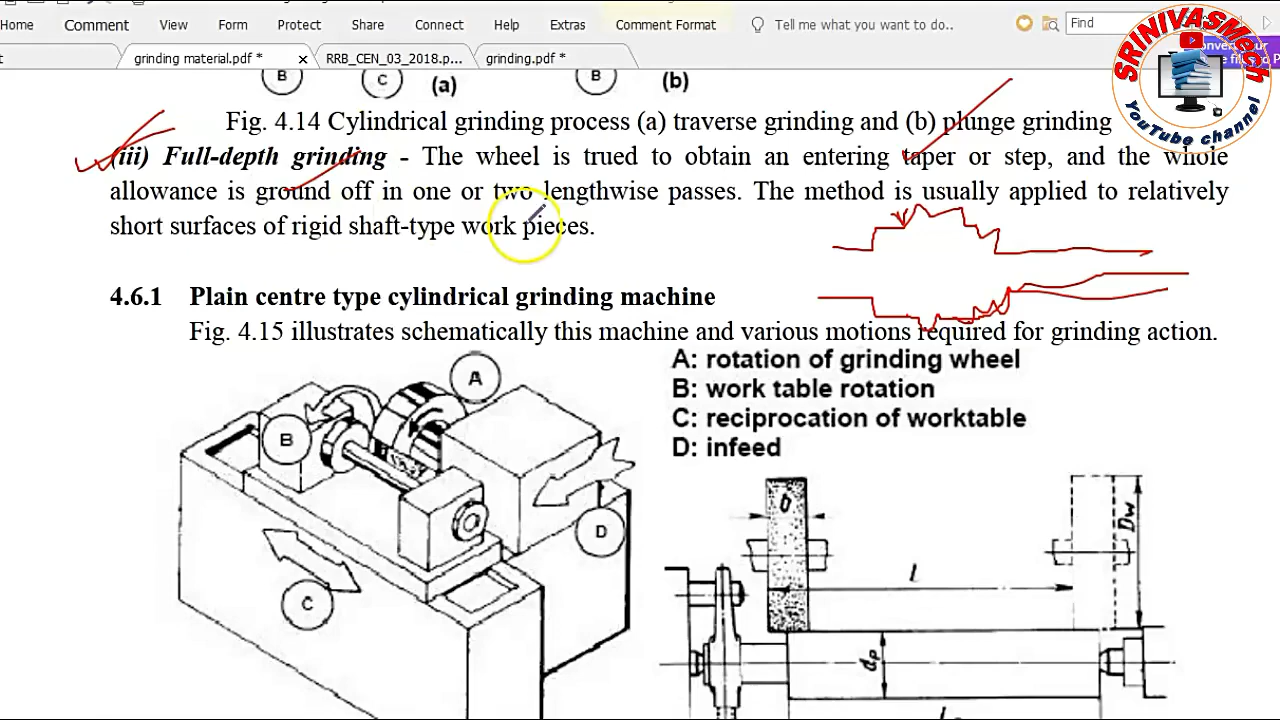 Home Comment View Form Protect Share Connect Help Extras Comment Format Tell me what you want to do.. Find
grinding material.pdf * × RRB_CEN_03_2018.p... grinding.pdf *
SRINIVASMech
YouTube channel
B C (a) B (b)
Fig. 4.14 Cylindrical grinding process (a) traverse grinding and (b) plunge grinding
(iii) Full-depth grinding - The wheel is trued to obtain an entering taper or step, and the whole
allowance is ground off in one or two lengthwise passes. The method is usually applied to relatively
short surfaces of rigid shaft-type work pieces.
4.6.1 Plain centre type cylindrical grinding machine
Fig. 4.15 illustrates schematically this machine and various motions required for grinding action.
A: rotation of grinding wheel
B: work table rotation
C: reciprocation of worktable
D: infeed
A
B
D
C
b
Dw
l
dp